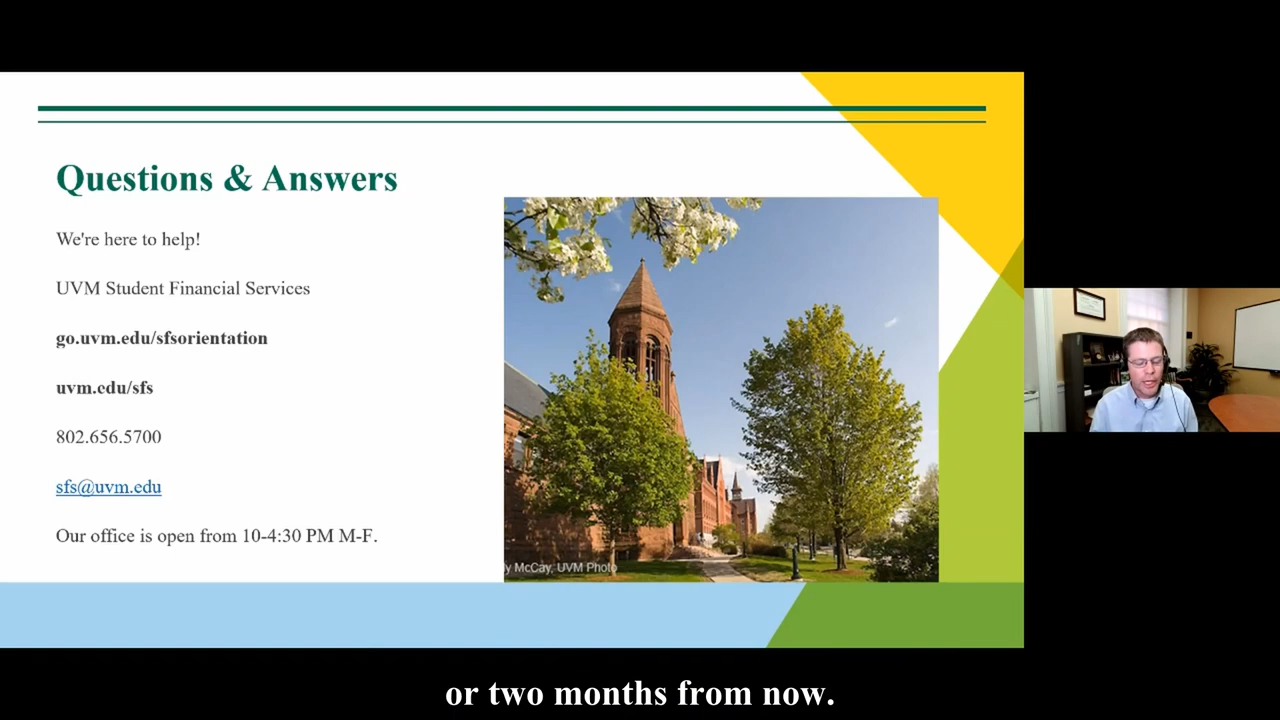 Questions & Answers
We're here to help!
UVM Student Financial Services
go.uvm.edu/sfsorientation
uvm.edu/sfs
802.656.5700
sfs@uvm.edu
Our office is open from 10-4:30 PM M-F.
y McCay, UVM Photo
or two months from now.